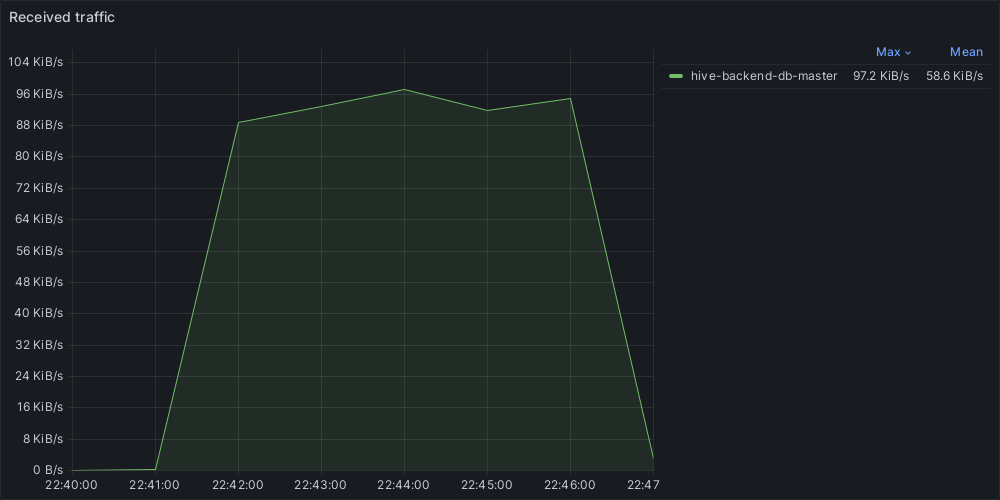 Received traffic
Max Mean
hive-backend-db-master 97.2 KiB/s 58.6 KiB/s
104 KiB/s
96 KiB/s
88 KiB/s
80 KiB/s
72 KiB/s
64 KiB/s
56 KiB/s
48 KiB/s
40 KiB/s
32 KiB/s
24 KiB/s
16 KiB/s
8 KiB/s
0 B/s
22:40:00 22:41:00 22:42:00 22:43:00 22:44:00 22:45:00 22:46:00 22:47